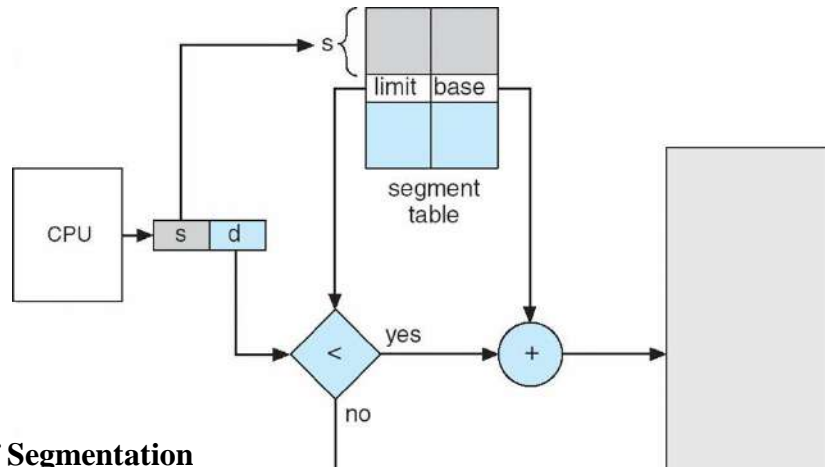 s
limit base
segment
table
CPU
s d
<
yes
+
no
Segmentation